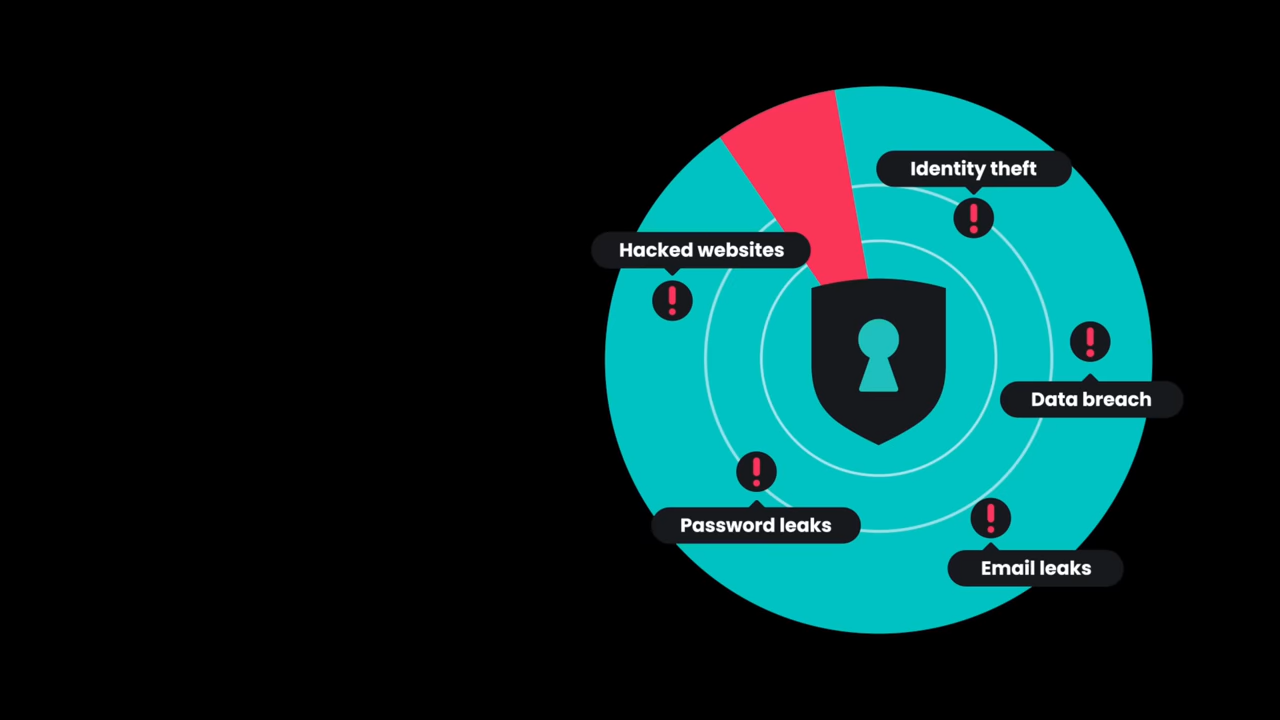 Identity theft
Hacked websites
Data breach
Password leaks
Email leaks